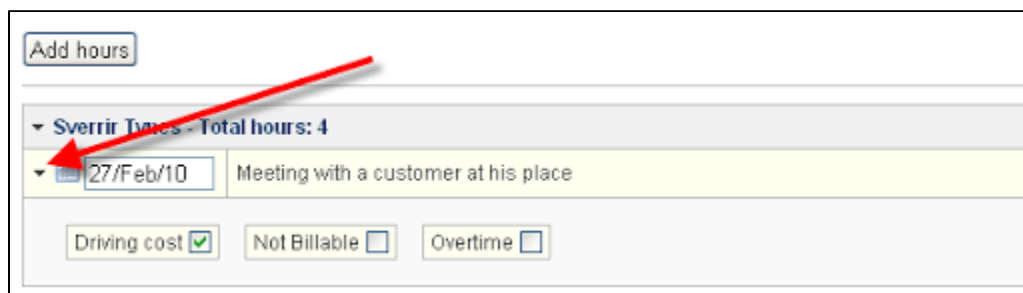 Add hours
Sverrir Types - Total hours: 4
27/Feb/10 Meeting with a customer at his place
Driving cost Not Billable Overtime